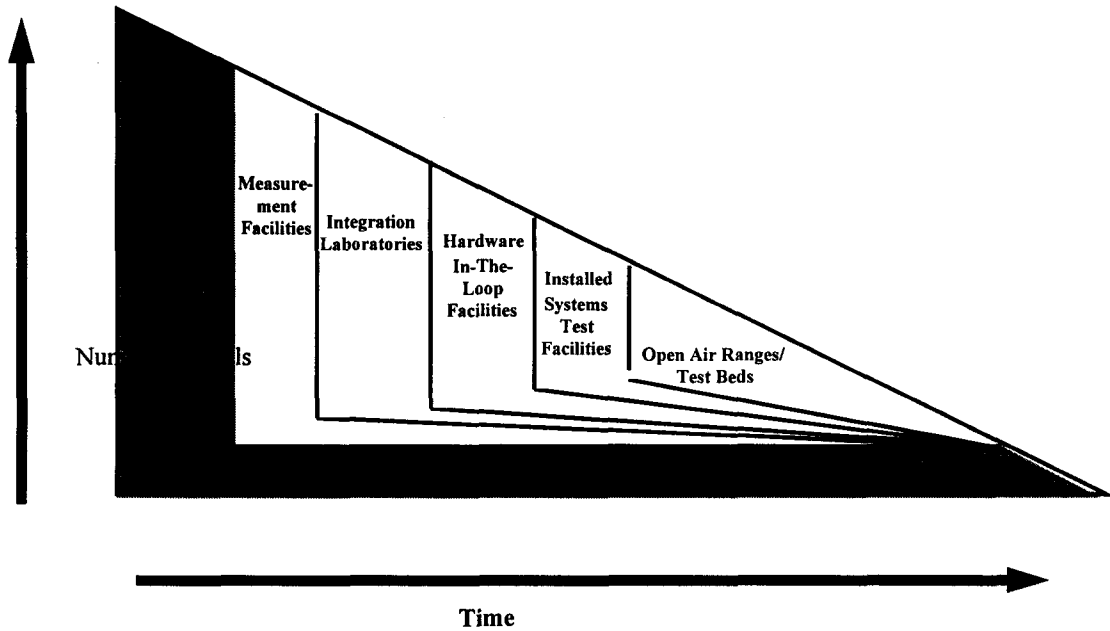 Measure-
ment
Facilities
Integration
Laboratories
Hardware
In-The-
Loop
Facilities
Installed
Systems
Test
Facilities
Open Air Ranges/
Test Beds
Time